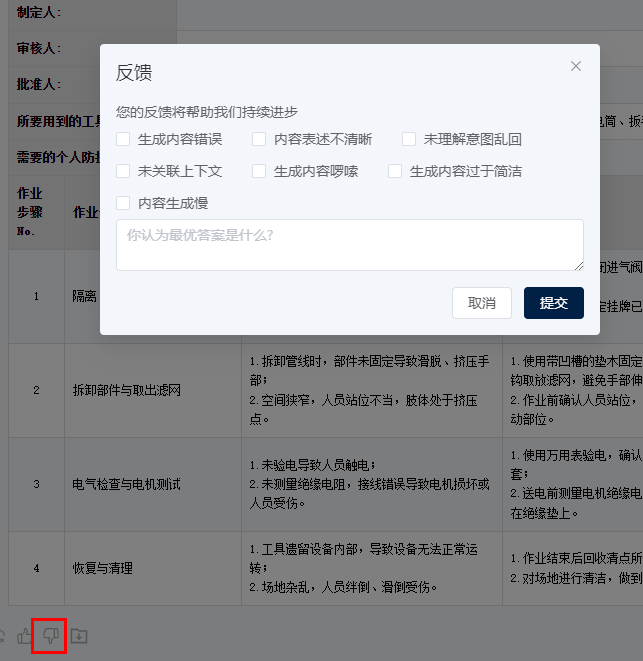 制定人:
审核人:
批准人:
所要用到的工具
电筒、扳手
需要的个人防护
反馈
您的反馈将帮助我们持续进步
生成内容错误 内容表述不清晰 未理解意图乱回
未关联上下文 生成内容啰嗦 生成内容过于简洁
内容生成慢
你认为最优答案是什么?
取消 提交
作业
步骤
No.
作业
1
隔离
闭进气阀
定挂牌已
2
拆卸部件与取出滤网
1.拆卸管线时,部件未固定导致滑脱、挤压手
部;
2.空间狭窄,人员站位不当,肢体处于挤压
点。
1.使用带凹槽的垫木固定
钩取放滤网,避免手部伸
2.作业前确认人员站位,
动部位。
3
电气检查与电机测试
1.未验电导致人员触电;
2.未测量绝缘电阻,接线错误导致电机损坏或
人员受伤。
1.使用万用表验电,确认
套;
2.送电前测量电机绝缘电
在绝缘垫上。
4
恢复与清理
1.工具遗留设备内部,导致设备无法正常运
转;
2.场地杂乱,人员绊倒、滑倒受伤。
1.作业结束后回收清点所
2.对场地进行清洁,做到